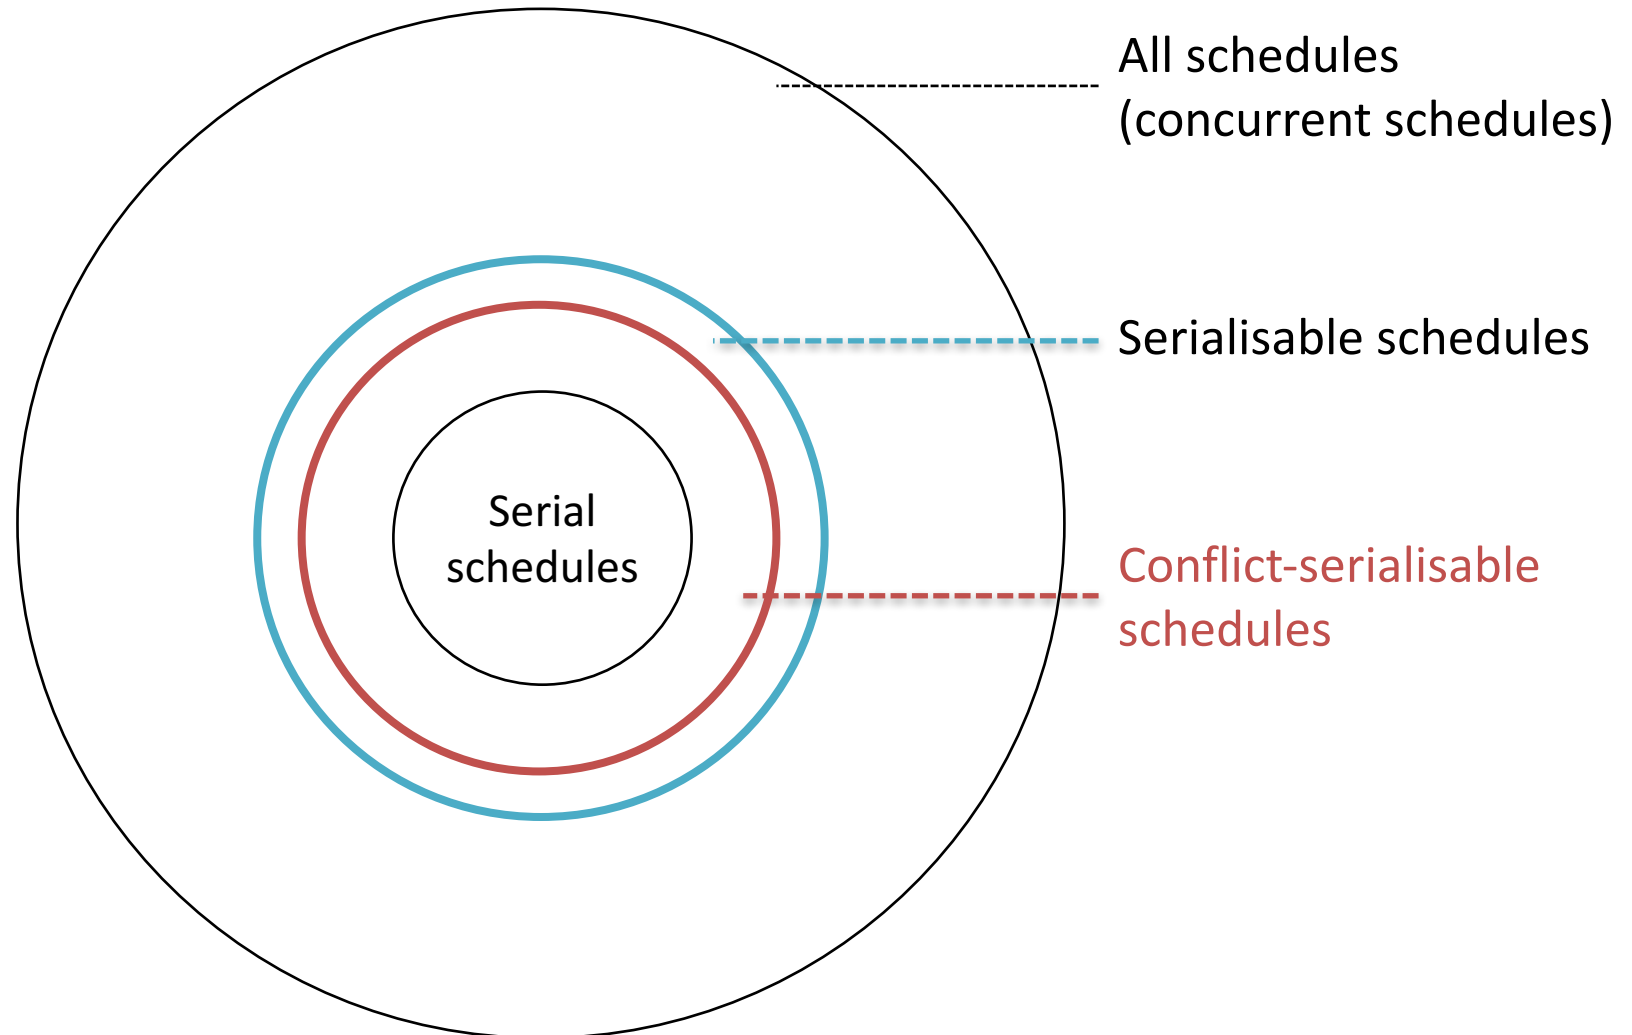 All schedules
(concurrent schedules)
Serialisable schedules
Serial
schedules
Conflict-serialisable
schedules